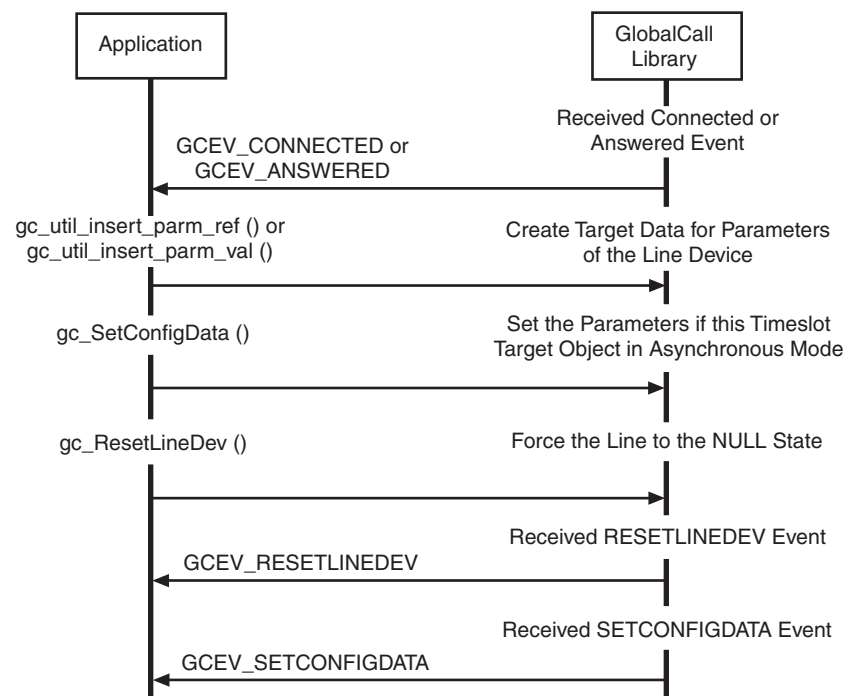 Application
GlobalCall
Library
Received Connected or
Answered Event
GCEV_CONNECTED or
GCEV_ANSWERED
gc_util_insert_parm_ref () or
gc_util_insert_parm_val ()
Create Target Data for Parameters
of the Line Device
gc_SetConfigData ()
Set the Parameters if this Timeslot
Target Object in Asynchronous Mode
gc_ResetLineDev ()
Force the Line to the NULL State
Received RESETLINEDEV Event
GCEV_RESETLINEDEV
Received SETCONFIGDATA Event
GCEV_SETCONFIGDATA